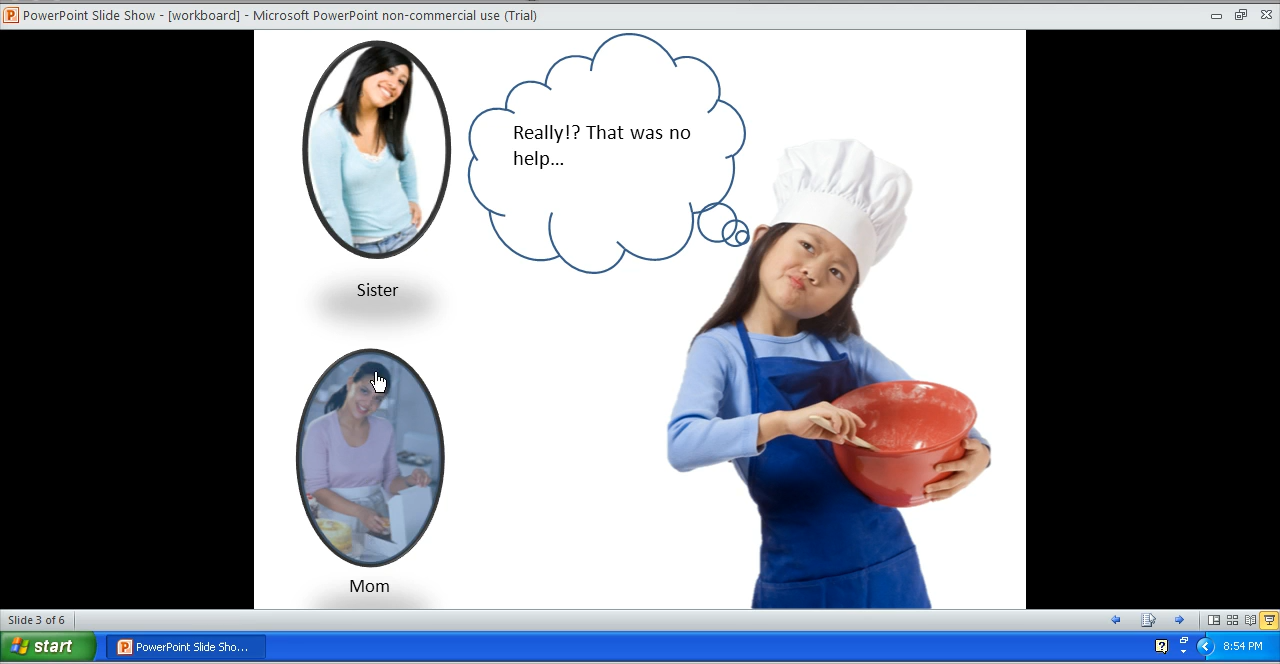 PowerPoint Slide Show - [workboard] - Microsoft PowerPoint non-commercial use (Trial)
Really!? That was no
help...
Sister
Mom
Slide 3 of 6
start
PowerPoint Slide Sho...
8:54 PM